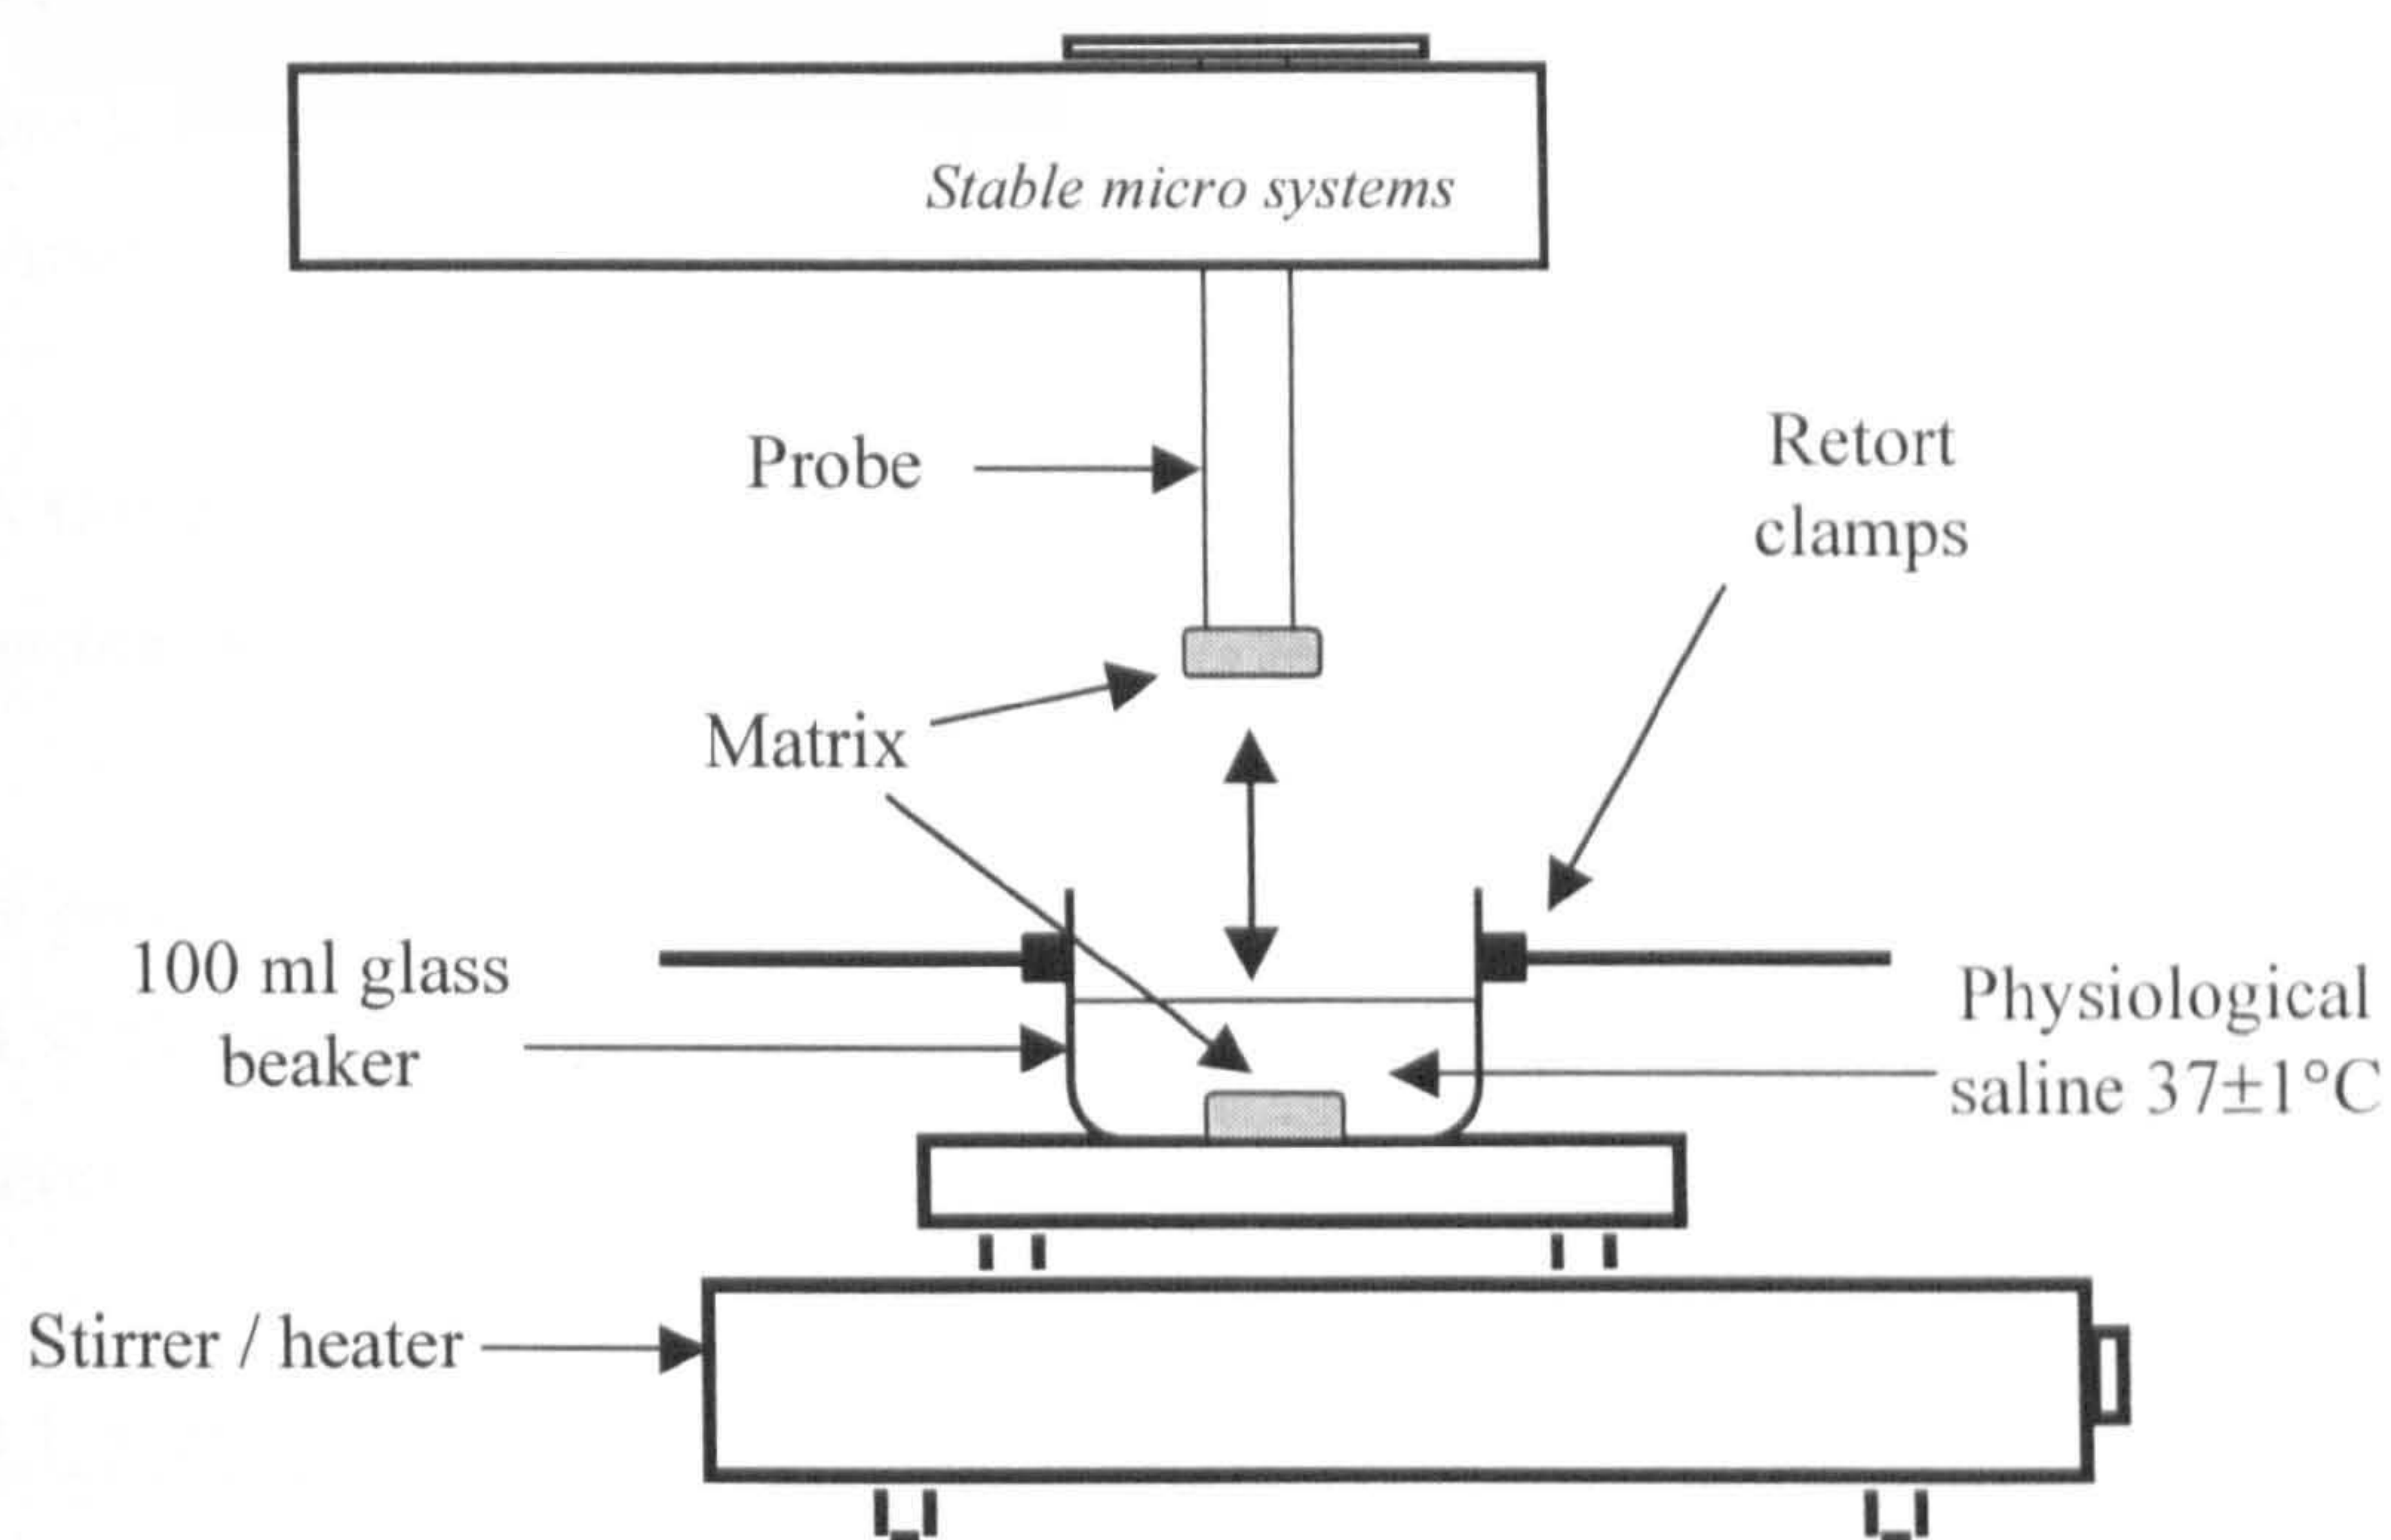 Stable micro systems
Probe
Retort
clamps
Matrix
100 ml glass
beaker
Physiological
saline 37±1°C
Stirrer / heater